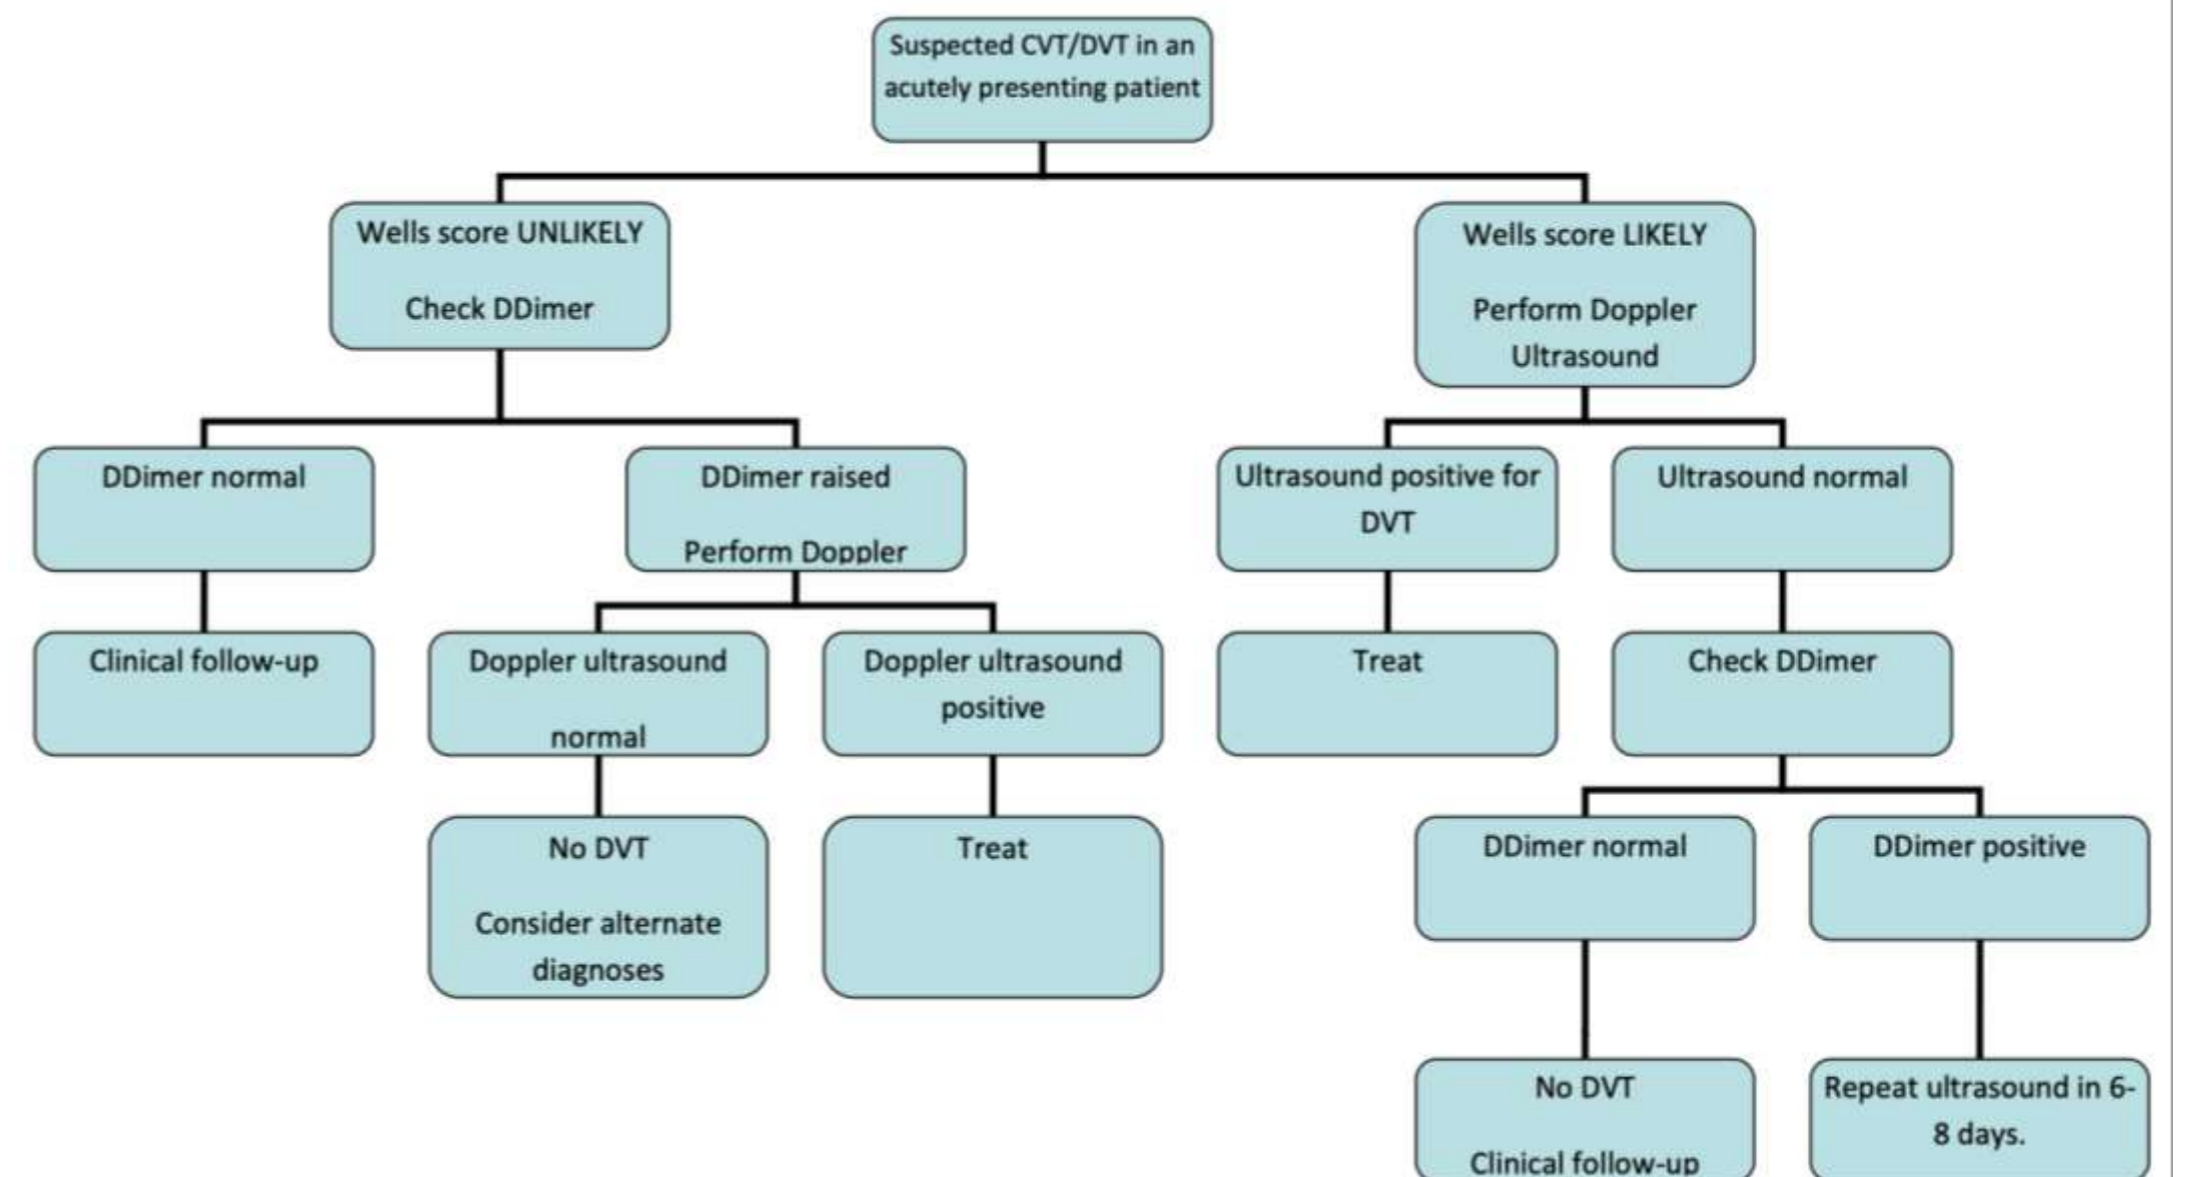 Suspected CVT/DVT in an
acutely presenting patient
Wells score UNLIKELY
Check DDimer
Wells score LIKELY
Perform Doppler
Ultrasound
DDimer normal
DDimer raised
Perform Doppler
Ultrasound positive for
DVT
Ultrasound normal
Clinical follow-up
Doppler ultrasound
normal
Doppler ultrasound
positive
Treat
Check DDimer
No DVT
Consider alternate
diagnoses
Treat
DDimer normal
DDimer positive
No DVT
Clinical follow-up
Repeat ultrasound in 6-
8 days.